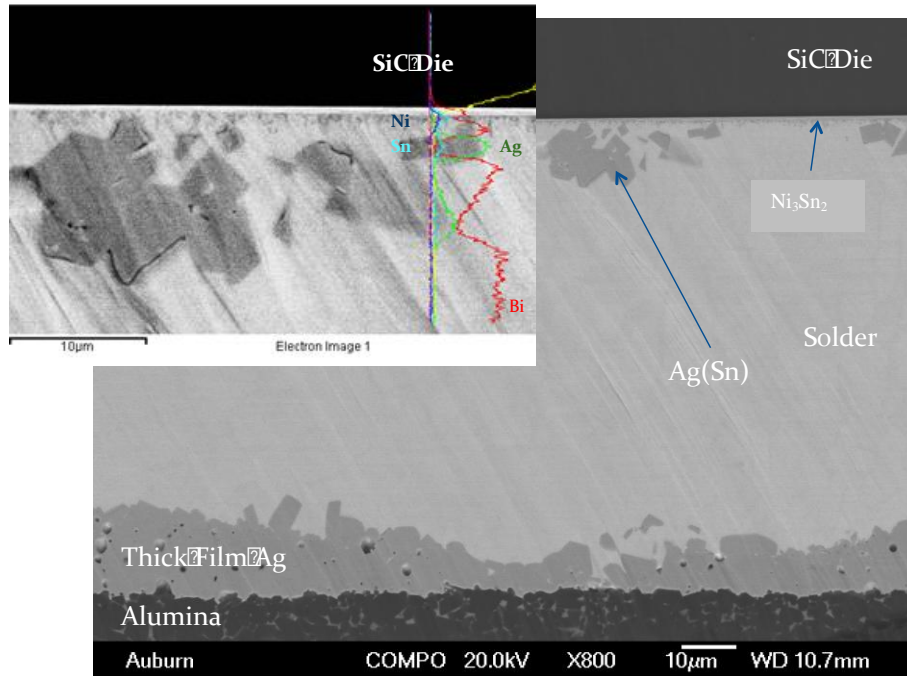 SiC�Die
Ni
Sn
Ag
Bi
10µm
Electron Image 1
SiC�Die
Ni₃Sn₂
Solder
Ag(Sn)
Thick�Film�Ag
Alumina
Auburn COMPO 20.0kV X800 10µm WD 10.7mm